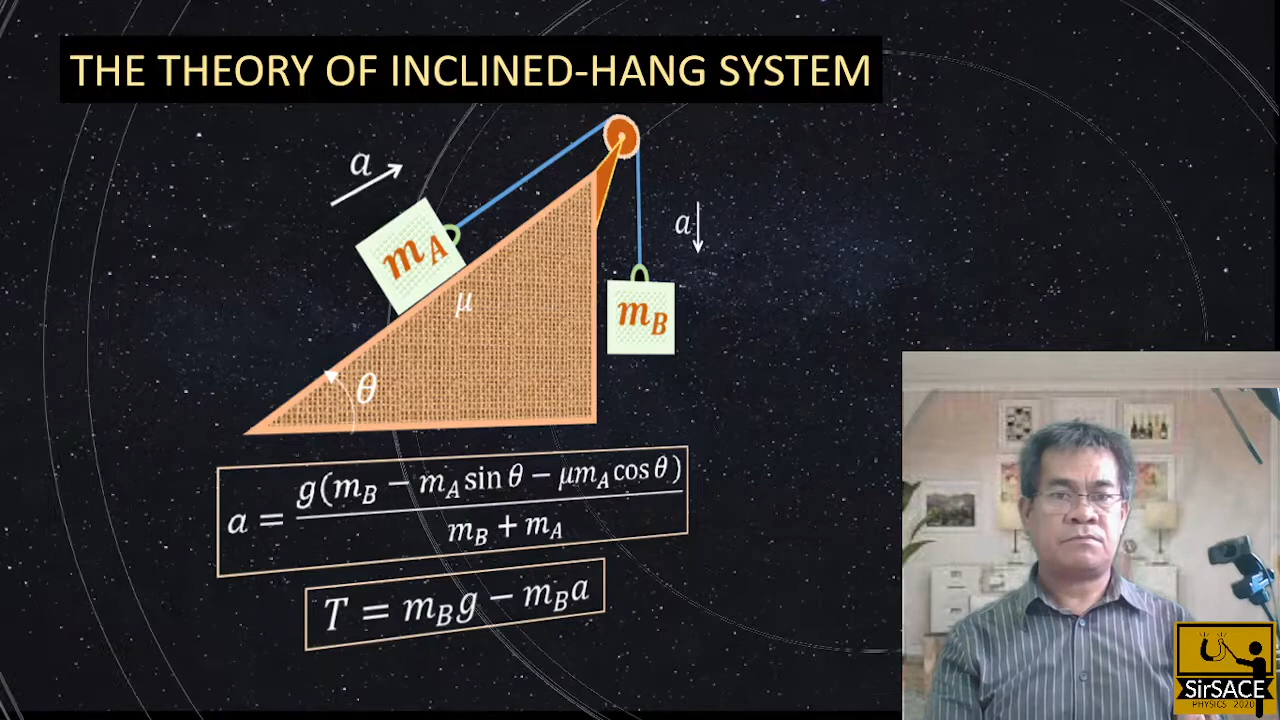 THE THEORY OF INCLINED-HANG SYSTEM
a
a
m_A
μ
m_B
θ
a = g(m_B − m_A sin θ − μm_A cos θ) / (m_B + m_A)
T = m_B g − m_B a
SirSACE
PHYSICS 2020